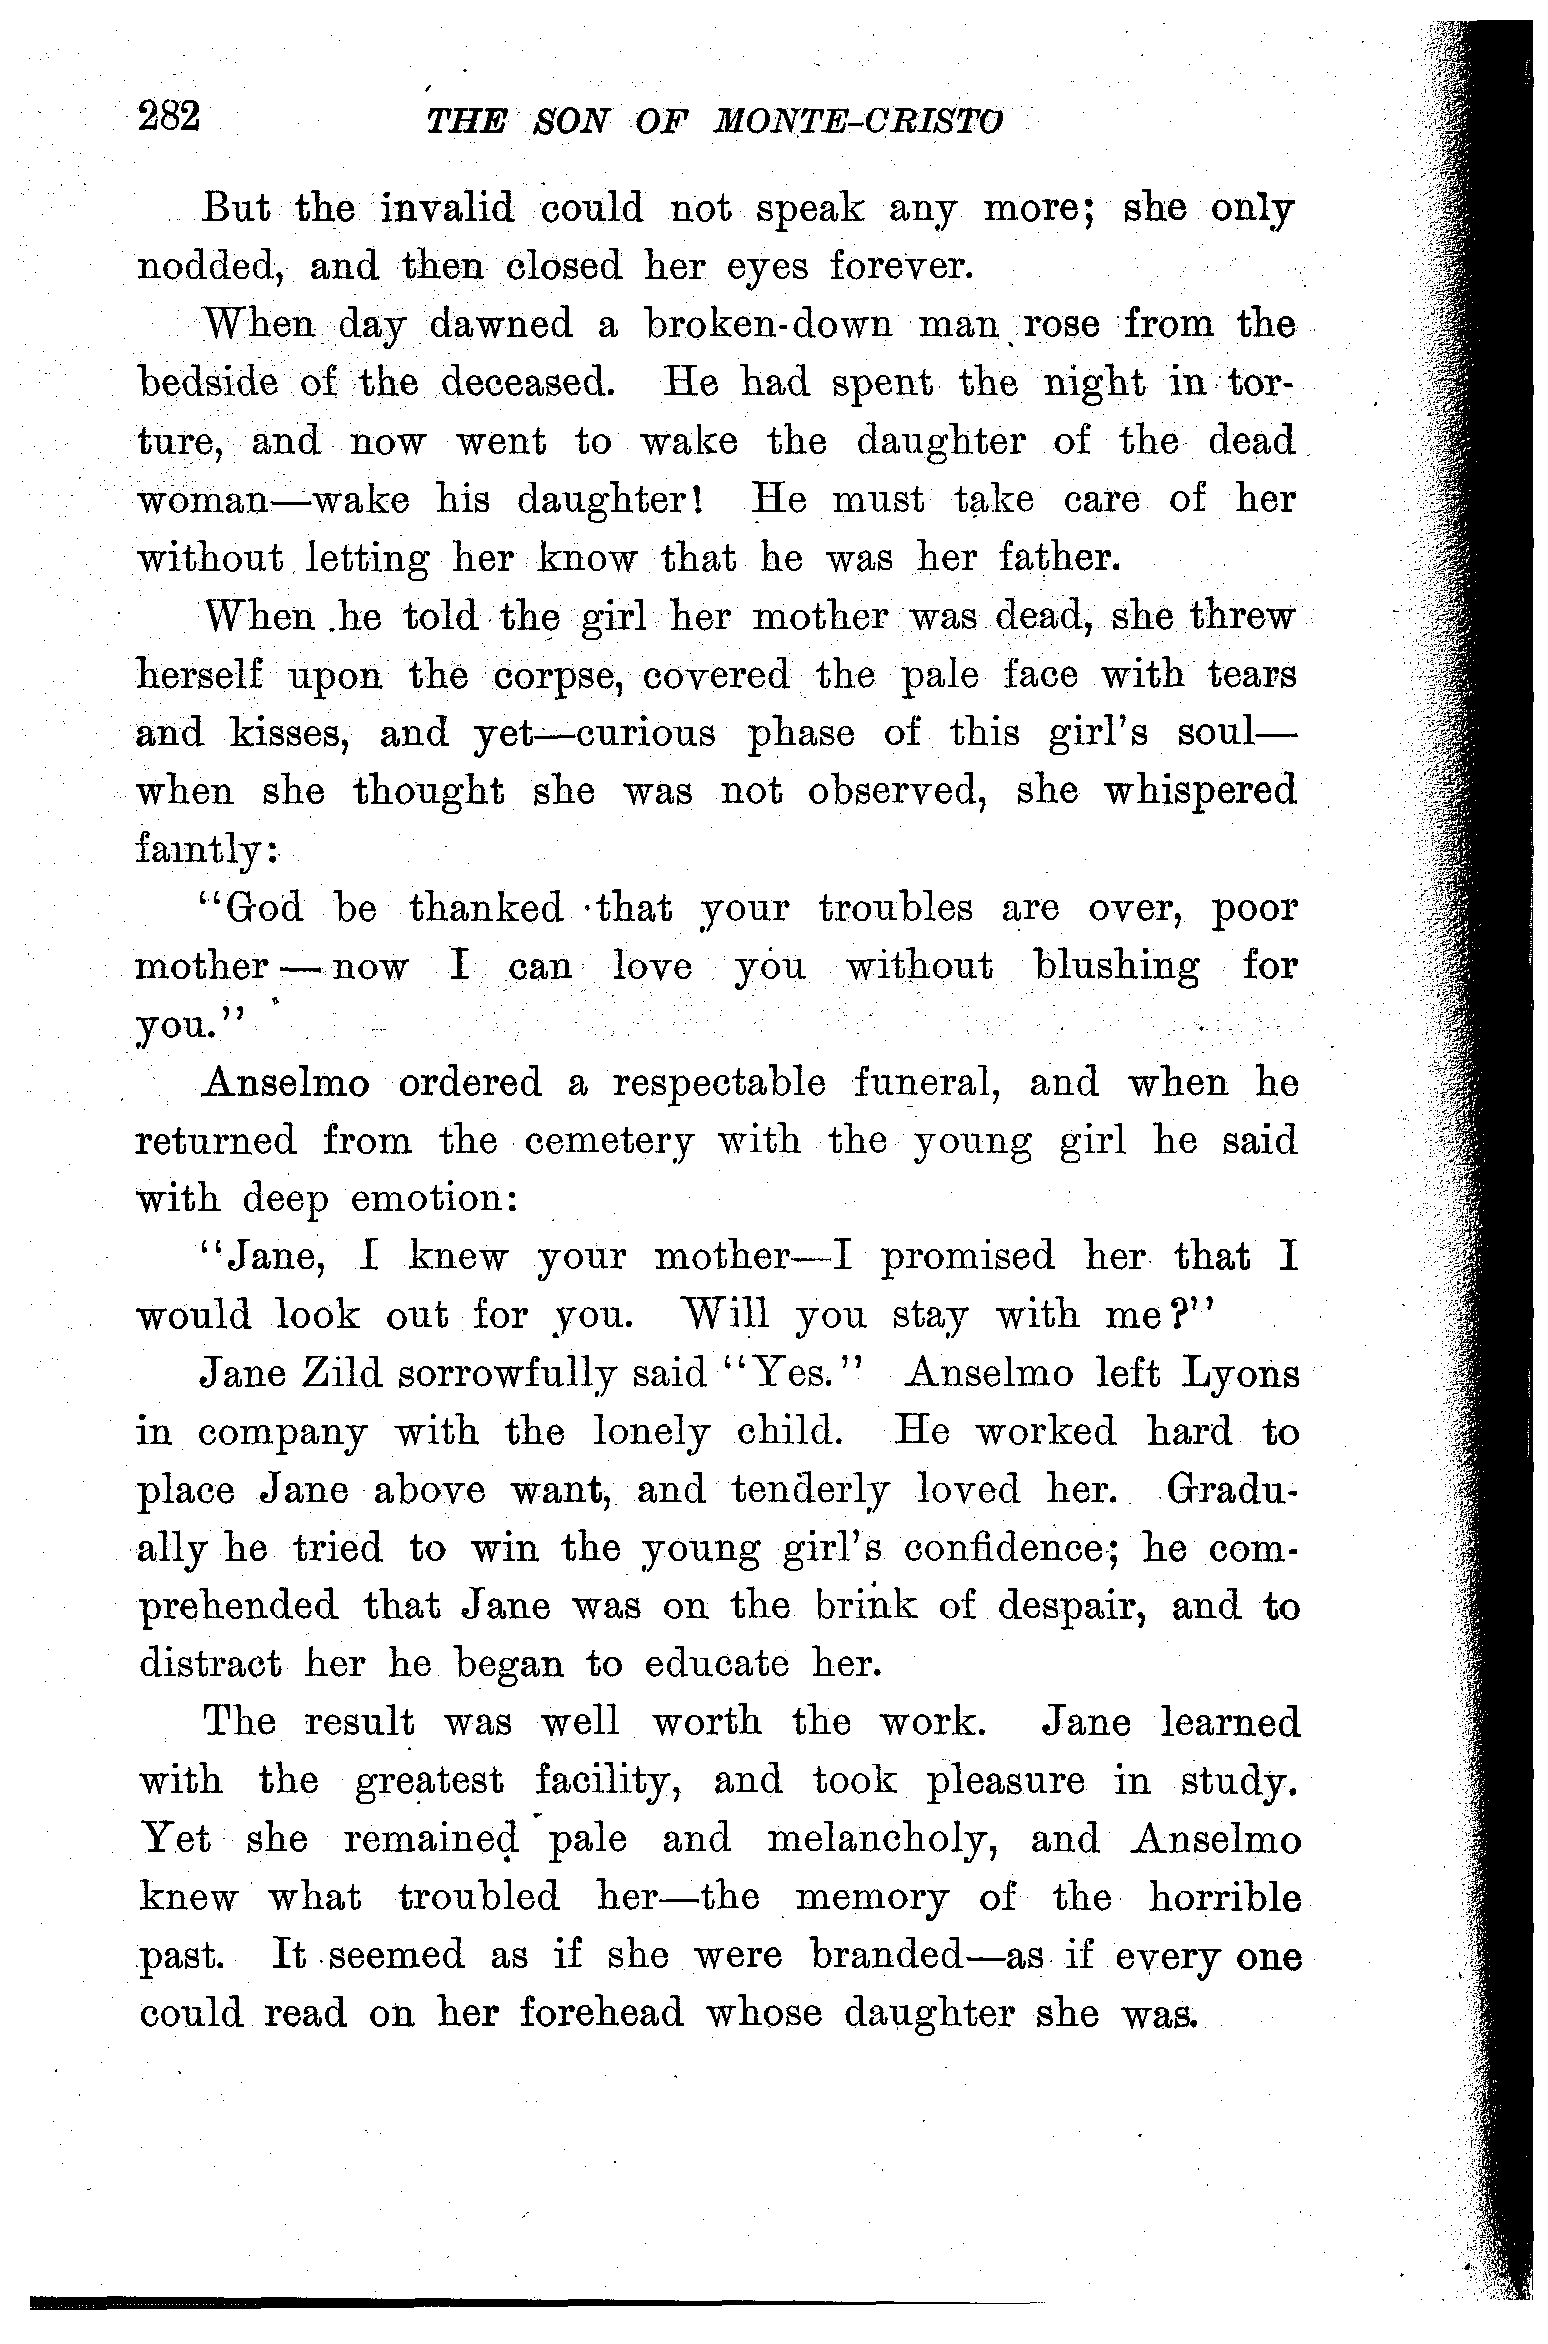 282 THE SON OF MONTE-CRISTO
But the invalid could not speak any more; she only
nodded, and then closed her eyes forever.
When day dawned a broken-down man rose from the
bedside of the deceased. He had spent the night in tor-
ture, and now went to wake the daughter of the dead
woman—wake his daughter! He must take care of her
without letting her know that he was her father.
When he told the girl her mother was dead, she threw
herself upon the corpse, covered the pale face with tears
and kisses, and yet—curious phase of this girl's soul—
when she thought she was not observed, she whispered
faintly:
"God be thanked that your troubles are over, poor
mother—now I can love you without blushing for
you."
Anselmo ordered a respectable funeral, and when he
returned from the cemetery with the young girl he said
with deep emotion:
"Jane, I knew your mother—I promised her that I
would look out for you. Will you stay with me?"
Jane Zild sorrowfully said "Yes." Anselmo left Lyons
in company with the lonely child. He worked hard to
place Jane above want, and tenderly loved her. Gradu-
ally he tried to win the young girl's confidence; he com-
prehended that Jane was on the brink of despair, and to
distract her he began to educate her.
The result was well worth the work. Jane learned
with the greatest facility, and took pleasure in study.
Yet she remained pale and melancholy, and Anselmo
knew what troubled her—the memory of the horrible
past. It seemed as if she were branded—as if every one
could read on her forehead whose daughter she was.